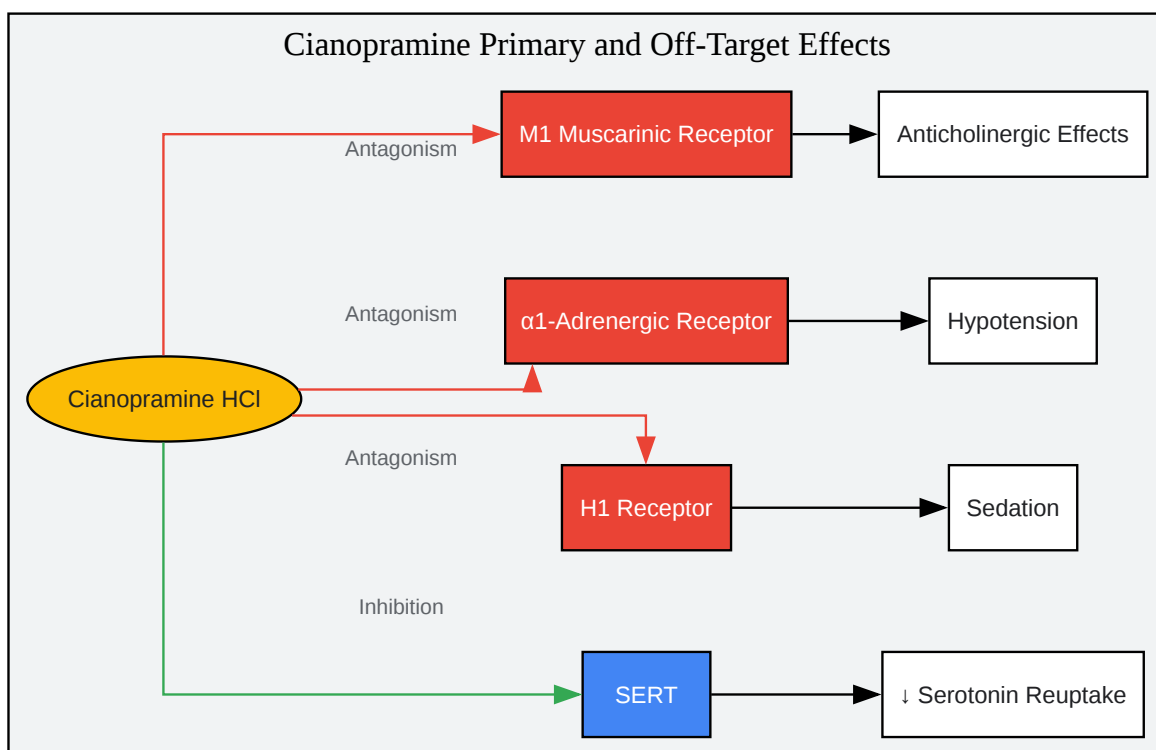 Cianopramine Primary and Off-Target Effects
M1 Muscarinic Receptor
Anticholinergic Effects
Antagonism
Antagonism
α1-Adrenergic Receptor
Hypotension
Cianopramine HCl
Antagonism
H1 Receptor
Sedation
Inhibition
SERT
↓ Serotonin Reuptake